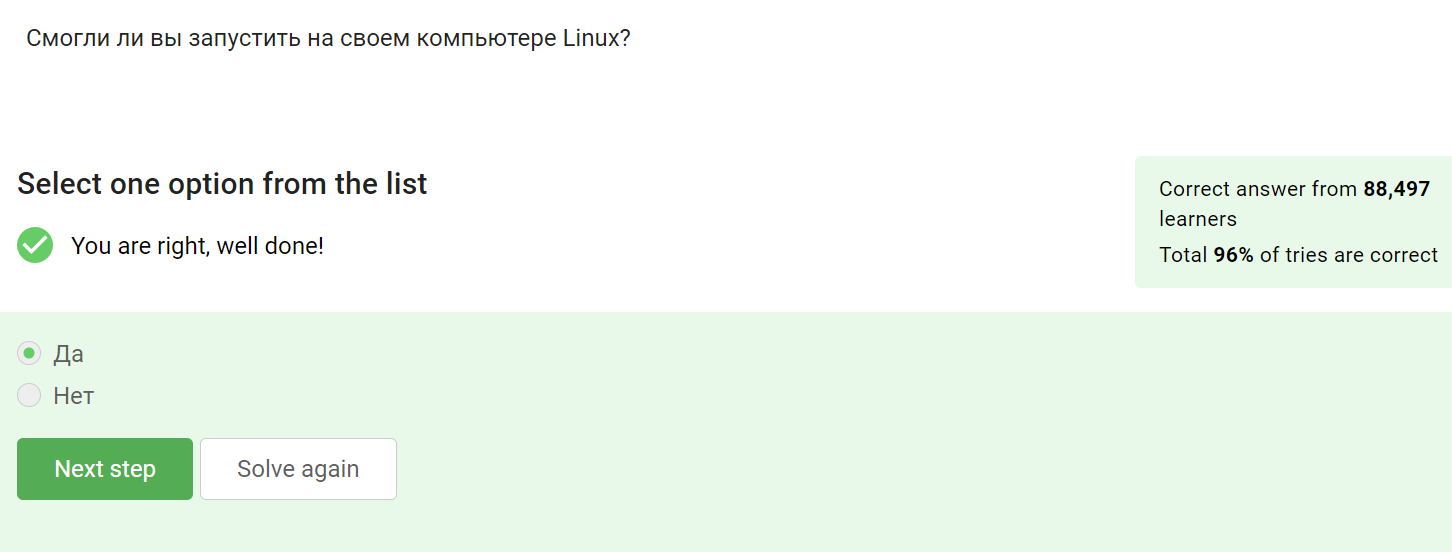 Смогли ли вы запустить на своем компьютере Linux?
Select one option from the list
You are right, well done!
Correct answer from 88,497
learners
Total 96% of tries are correct
Да
Нет
Next step
Solve again